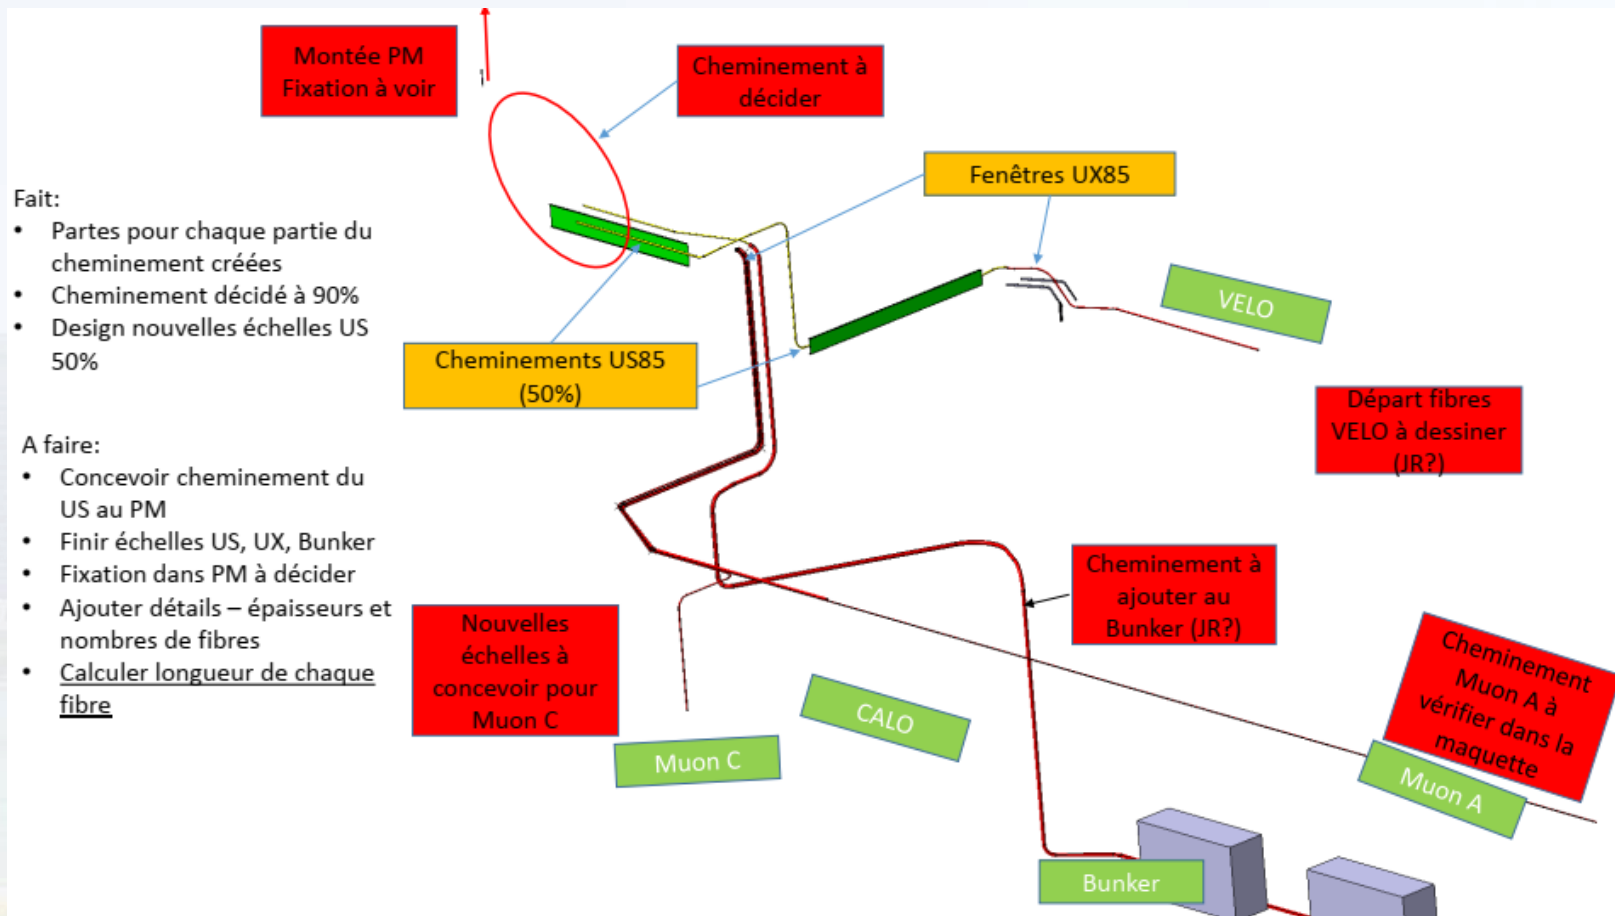 Montée PM
Fixation à voir
Cheminement à
décider
Fenêtres UX85
VELO
Fait:
• Partes pour chaque partie du
cheminement créées
• Cheminement décidé à 90%
• Design nouvelles échelles US
50%
Cheminements US85
(50%)
Départ fibres
VELO à dessiner
(JR?)
A faire:
• Concevoir cheminement du
US au PM
• Finir échelles US, UX, Bunker
• Fixation dans PM à décider
• Ajouter détails – épaisseurs et
nombres de fibres
• Calculer longueur de chaque
fibre
Nouvelles
échelles à
concevoir pour
Muon C
Cheminement à
ajouter au
Bunker (JR?)
Cheminement
Muon A à
vérifier dans la
maquette
CALO
Muon C
Muon A
Bunker